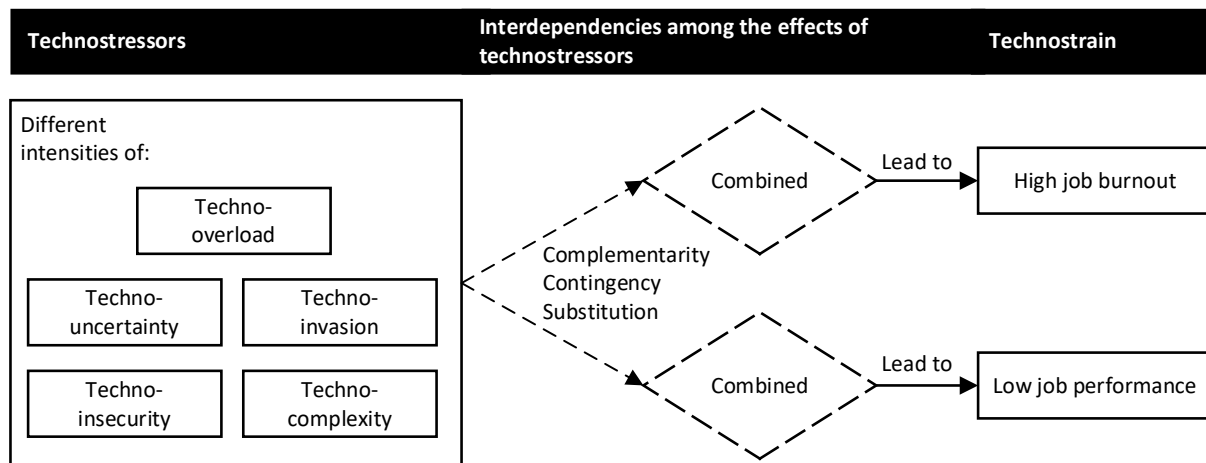 Technostressors
Interdependencies among the effects of
technostressors
Technostrain
Different
intensities of:
Techno-
overload
Techno-
uncertainty
Techno-
invasion
Techno-
insecurity
Techno-
complexity
Complementarity
Contingency
Substitution
Combined
Lead to
High job burnout
Combined
Lead to
Low job performance